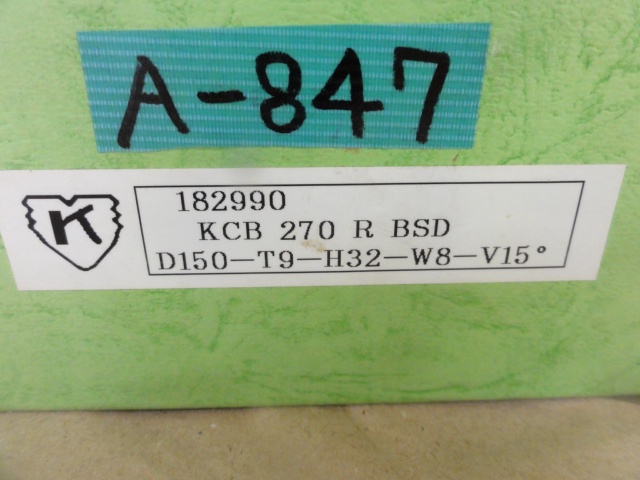 A-847
K
182990
KCB 270 R BSD
D150-T9-H32-W8-V15°